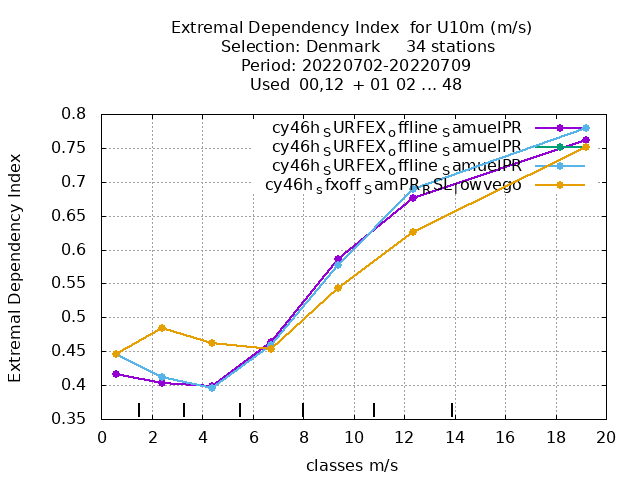 Extremal Dependency Index for U10m (m/s)
Selection: Denmark 34 stations
Period: 20220702-20220709
Used 00,12 + 01 02 ... 48
cy46h_SURFEX_offline_SamuelPR
cy46h_SURFEX_offline_SamuelPR
cy46h_SURFEX_offline_SamuelPR
cy46h_sfxoff_SamPR_RSL_lowvego
Extremal Dependency Index
0.8
0.75
0.7
0.65
0.6
0.55
0.5
0.45
0.4
0.35
0 2 4 6 8 10 12 14 16 18 20
classes m/s